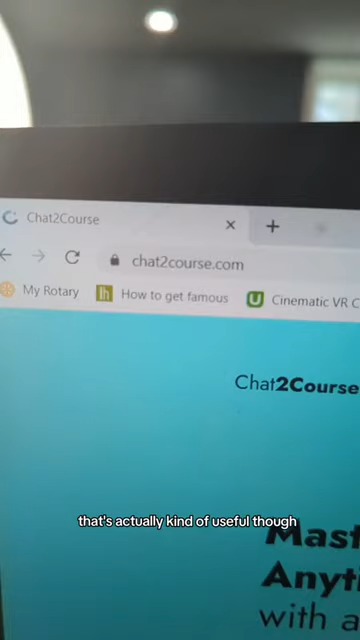 Chat2Course
chat2course.com
My Rotary
How to get famous
Cinematic VR C
Chat2Course
that's actually kind of useful though
Mast
Anyti
with a